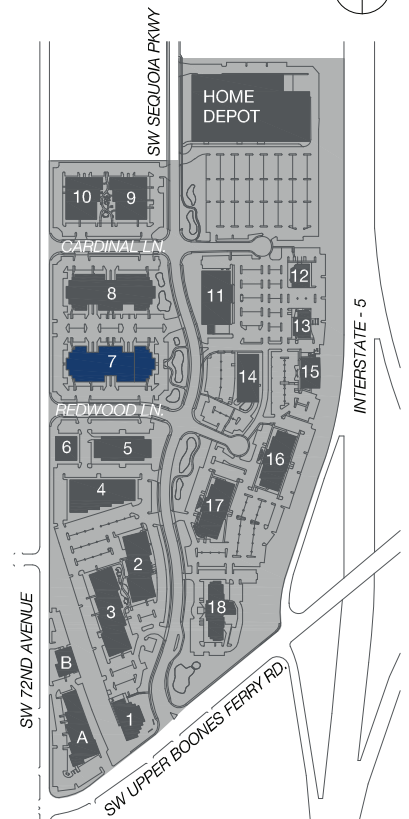 SW SEQUOIA PKWY
HOME
DEPOT
10
9
CARDINAL LN.
12
11
8
13
INTERSTATE - 5
7
15
14
REDWOOD LN.
6
5
16
4
17
2
3
18
SW 72ND AVENUE
B
1
A
SW UPPER BOONES FERRY RD.